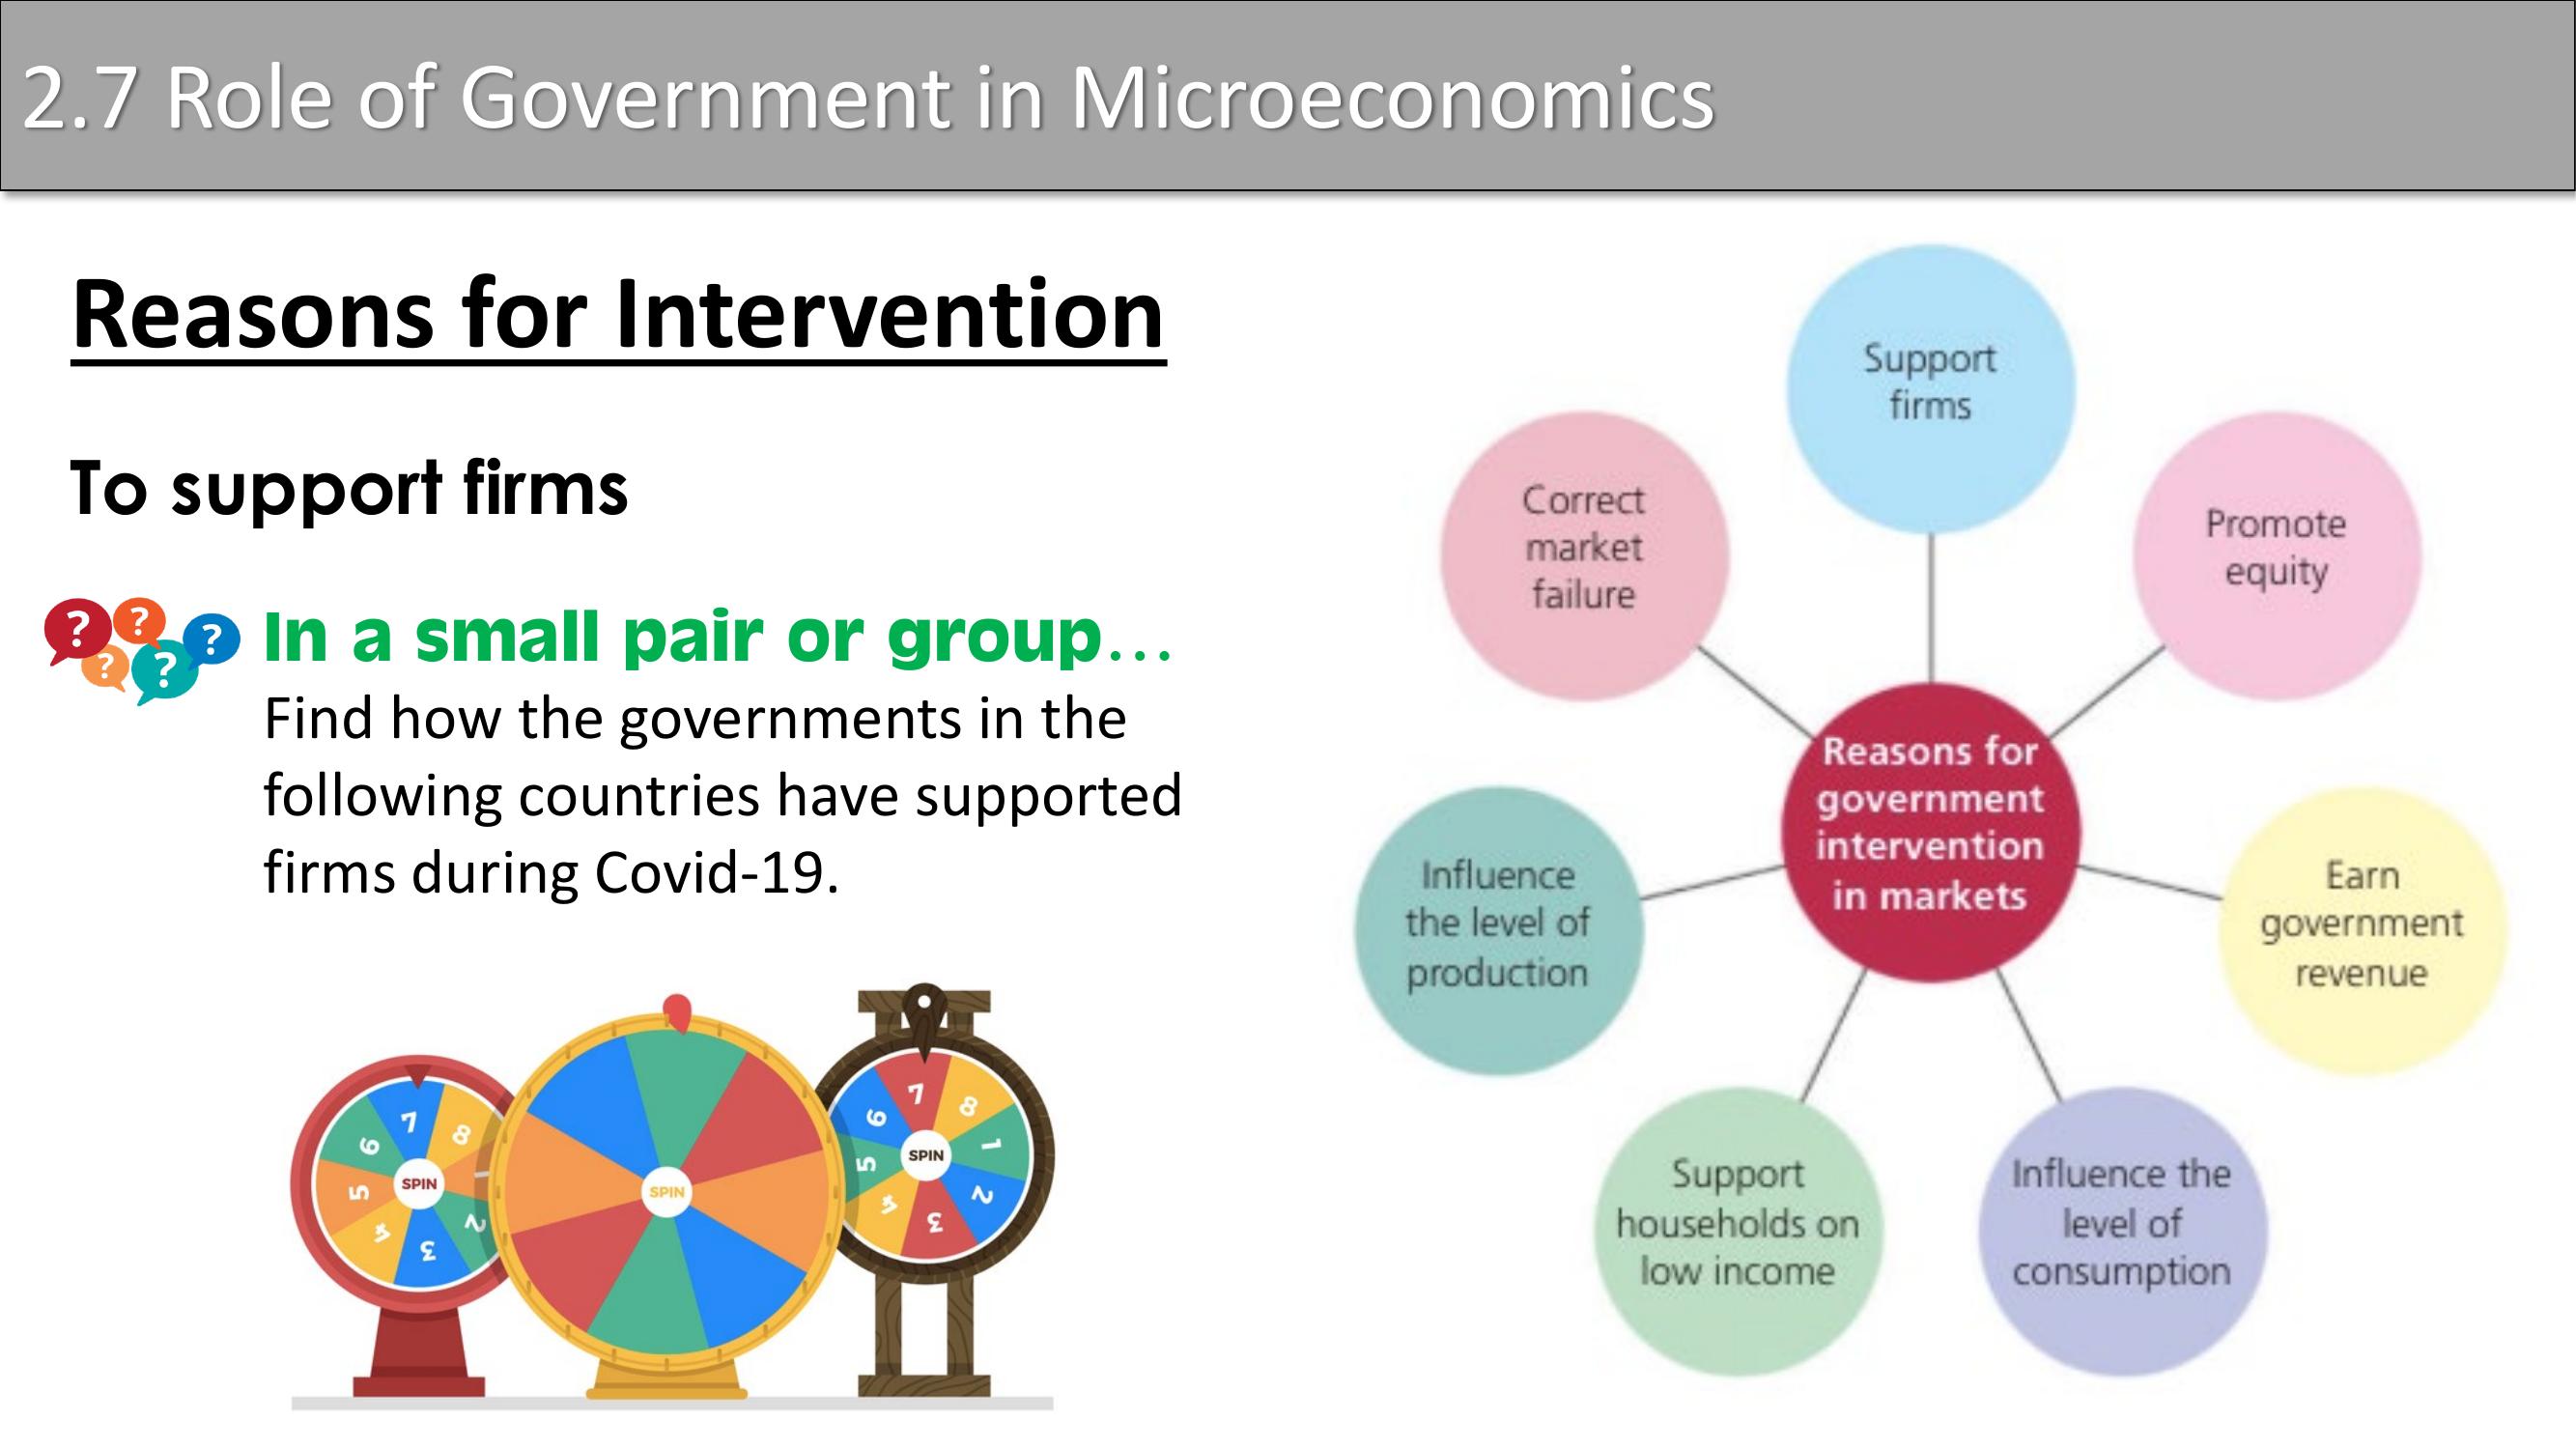 2.7 Role of Government in Microeconomics
Reasons for Intervention
To support firms
? ? ? ? ?
In a small pair or group…
Find how the governments in the
following countries have supported
firms during Covid-19.
7
8
1
2
3
4
5
6
SPIN
SPIN
7
8
1
2
3
4
5
6
SPIN
Support
firms
Promote
equity
Earn
government
revenue
Influence the
level of
consumption
Support
households on
low income
Influence
the level of
production
Correct
market
failure
Reasons for
government
intervention
in markets